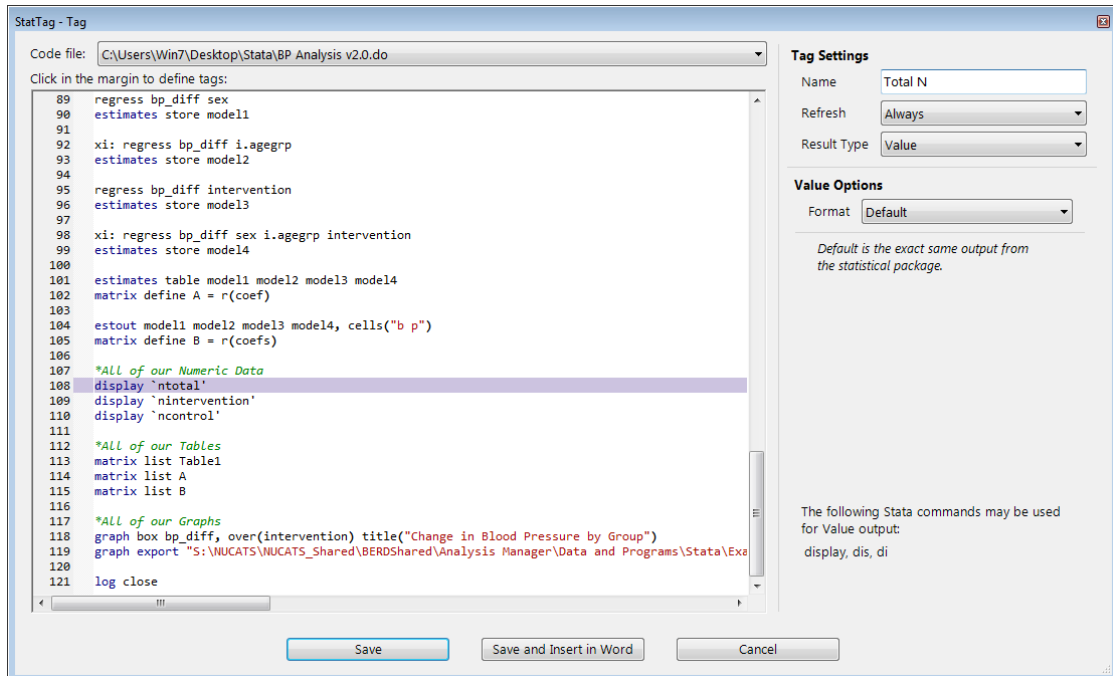 StatTag - Tag
Code file: C:\Users\Win7\Desktop\Stata\BP Analysis v2.0.do
Click in the margin to define tags:
89 regress bp_diff sex
90 estimates store model1
91
92 xi: regress bp_diff i.agegrp
93 estimates store model2
94
95 regress bp_diff intervention
96 estimates store model3
97
98 xi: regress bp_diff sex i.agegrp intervention
99 estimates store model4
100
101 estimates table model1 model2 model3 model4
102 matrix define A = r(coef)
103
104 estout model1 model2 model3 model4, cells("b p")
105 matrix define B = r(coefs)
106
107 *All of our Numeric Data
108 display `ntotal'
109 display `nintervention'
110 display `ncontrol'
111
112 *All of our Tables
113 matrix list Table1
114 matrix list A
115 matrix list B
116
117 *All of our Graphs
118 graph box bp_diff, over(intervention) title("Change in Blood Pressure by Group")
119 graph export "S:\NUCATS\NUCATS_Shared\BERDShared\Analysis Manager\Data and Programs\Stata\Exa
120
121 log close
Tag Settings
Name Total N
Refresh Always
Result Type Value
Value Options
Format Default
Default is the exact same output from
the statistical package.
The following Stata commands may be used
for Value output:
display, dis, di
Save Save and Insert in Word Cancel